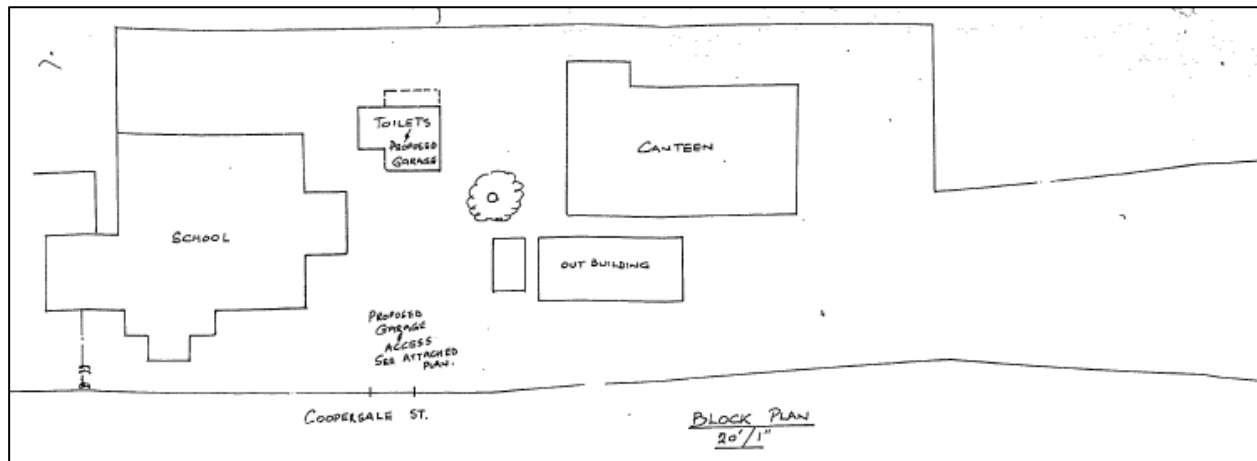 TOILETS
&
PROPOSED
GARAGE
CANTEEN
SCHOOL
OUT BUILDING
PROPOSED
GARAGE
&
ACCESS
SEE ATTACHED
PLAN.
COOPERSALE ST.
BLOCK PLAN
20'/1"